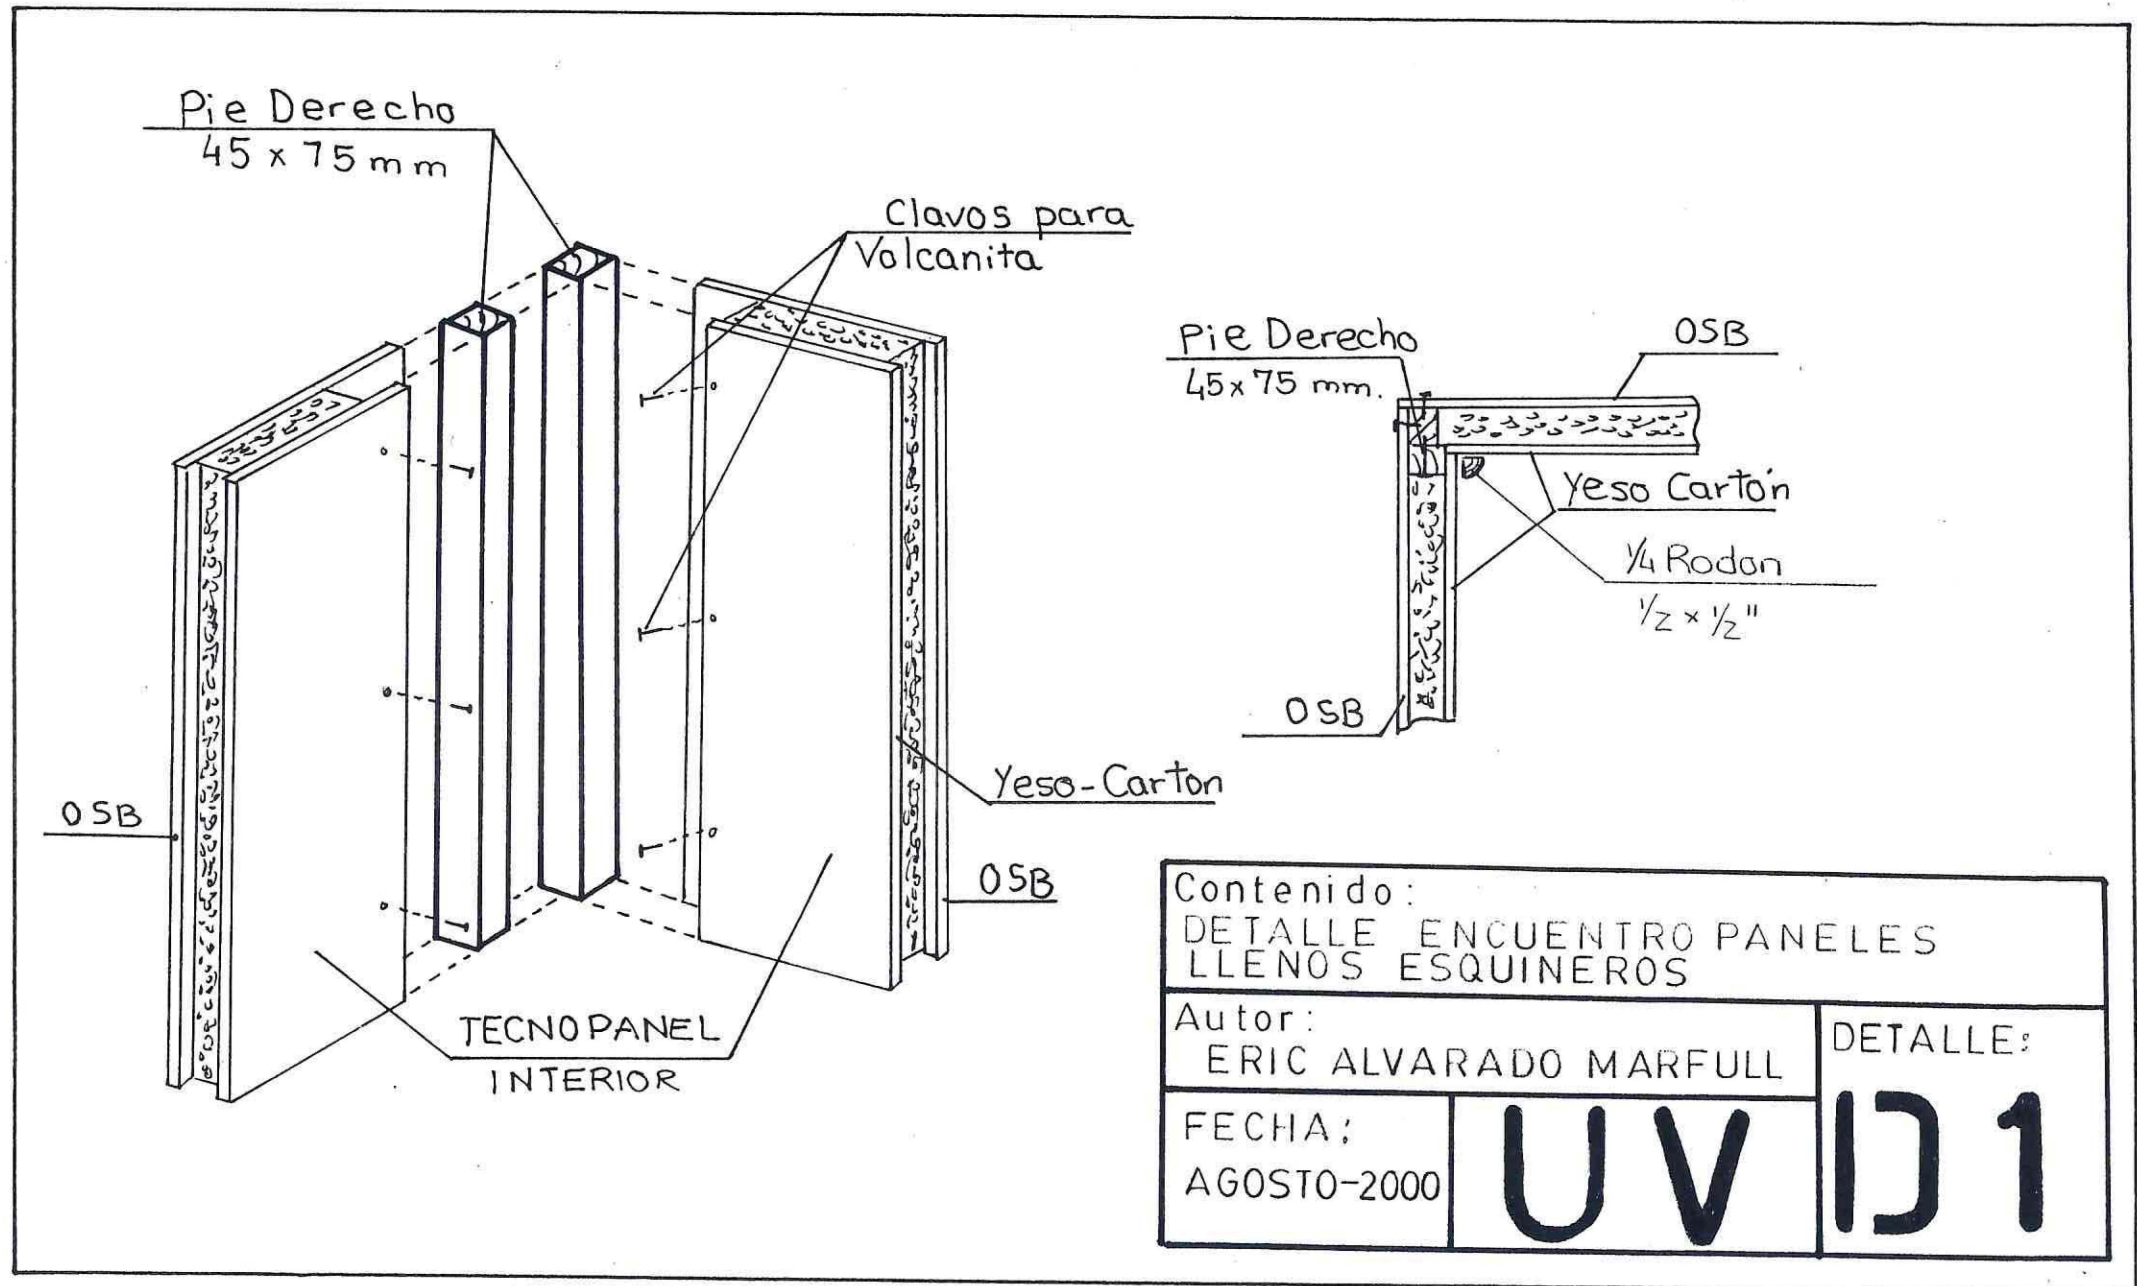 Pie Derecho
45 x 75 mm
Clavos para
Volcanita
OSB
TECNOPANEL
INTERIOR
Yeso-Carton
OSB
Pie Derecho
45x75 mm.
OSB
Yeso Cartón
1/4 Rodon
1/2 x 1/2"
OSB
Contenido:
DETALLE ENCUENTRO PANELES
LLENOS ESQUINEROS
Autor:
ERIC ALVARADO MARFULL
FECHA:
AGOSTO-2000
UV
DETALLE:
D1